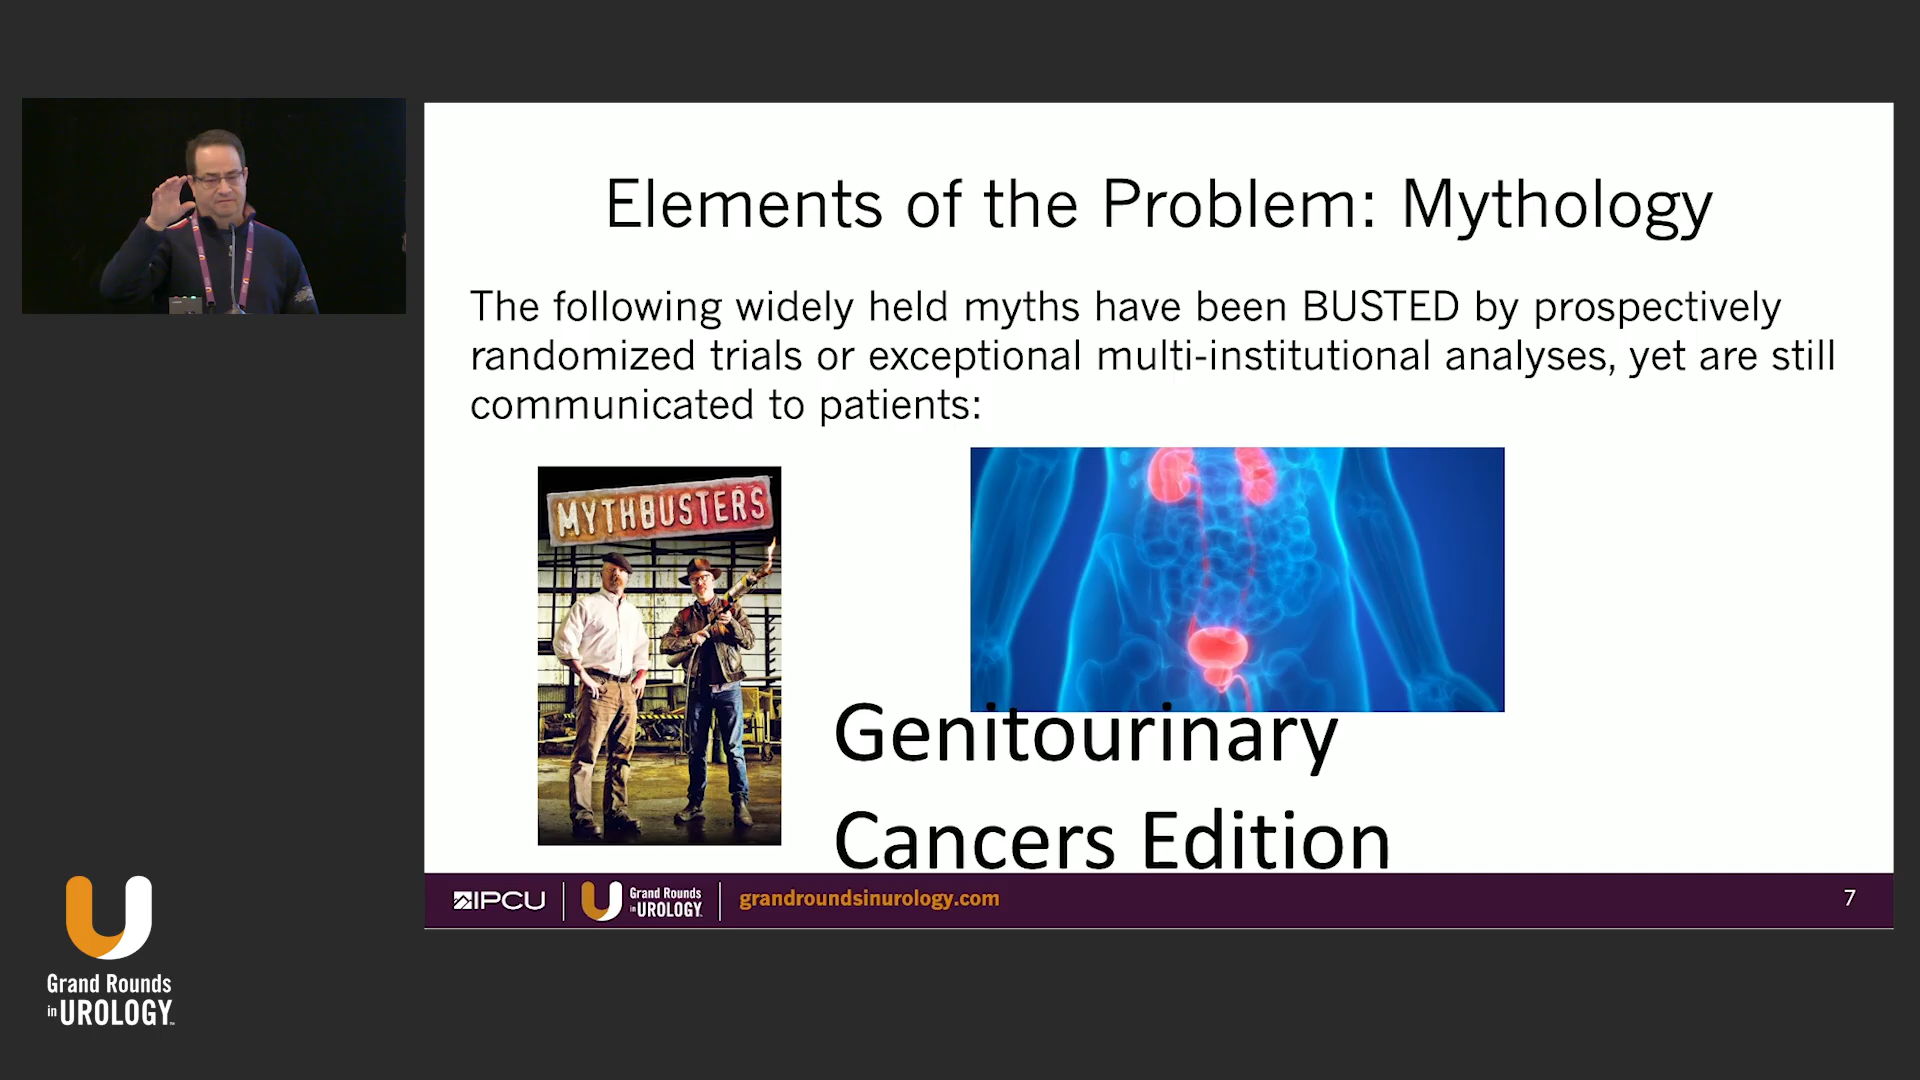 Elements of the Problem: Mythology
The following widely held myths have been BUSTED by prospectively
randomized trials or exceptional multi-institutional analyses, yet are still
communicated to patients:
MYTHBUSTERS
Genitourinary
Cancers Edition
IPCU
Grand Rounds
in UROLOGY
grandroundsinurology.com
7
Grand Rounds
in UROLOGY